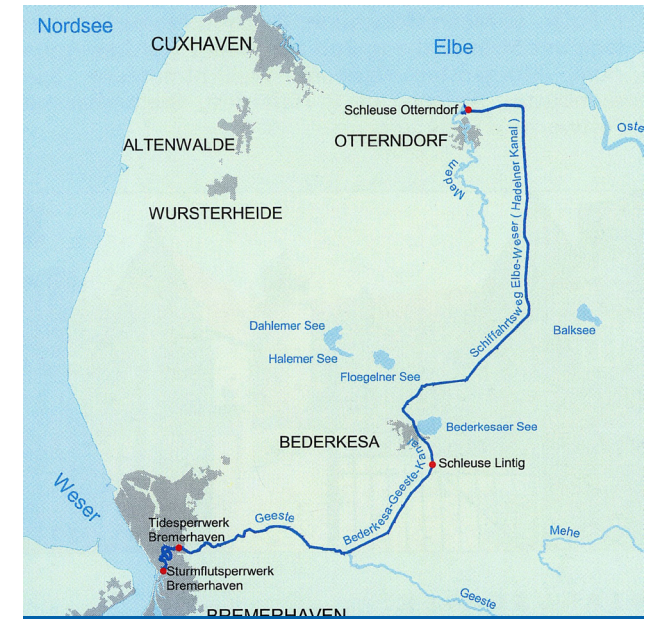 Nordsee
CUXHAVEN
Elbe
Schleuse Otterndorf
OTTERNDORF
Oste
ALTENWALDE
Medem
WURSTERHEIDE
Schiffahrtsweg Elbe-Weser ( Hadelner Kanal )
Dahlemer See
Balksee
Halemer See
Floegelner See
Bederkesaer See
BEDERKESA
Schleuse Lintig
Bederkesa-Geeste-Kanal
Weser
Tidesperrwerk
Bremerhaven
Geeste
Mehe
Sturmflutsperrwerk
Bremerhaven
Geeste
BREMERHAVEN